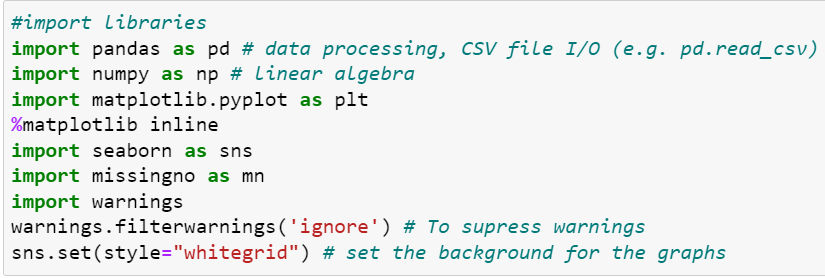 #import libraries
import pandas as pd # data processing, CSV file I/O (e.g. pd.read_csv)
import numpy as np # linear algebra
import matplotlib.pyplot as plt
%matplotlib inline
import seaborn as sns
import missingno as mn
import warnings
warnings.filterwarnings('ignore') # To supress warnings
sns.set(style="whitegrid") # set the background for the graphs